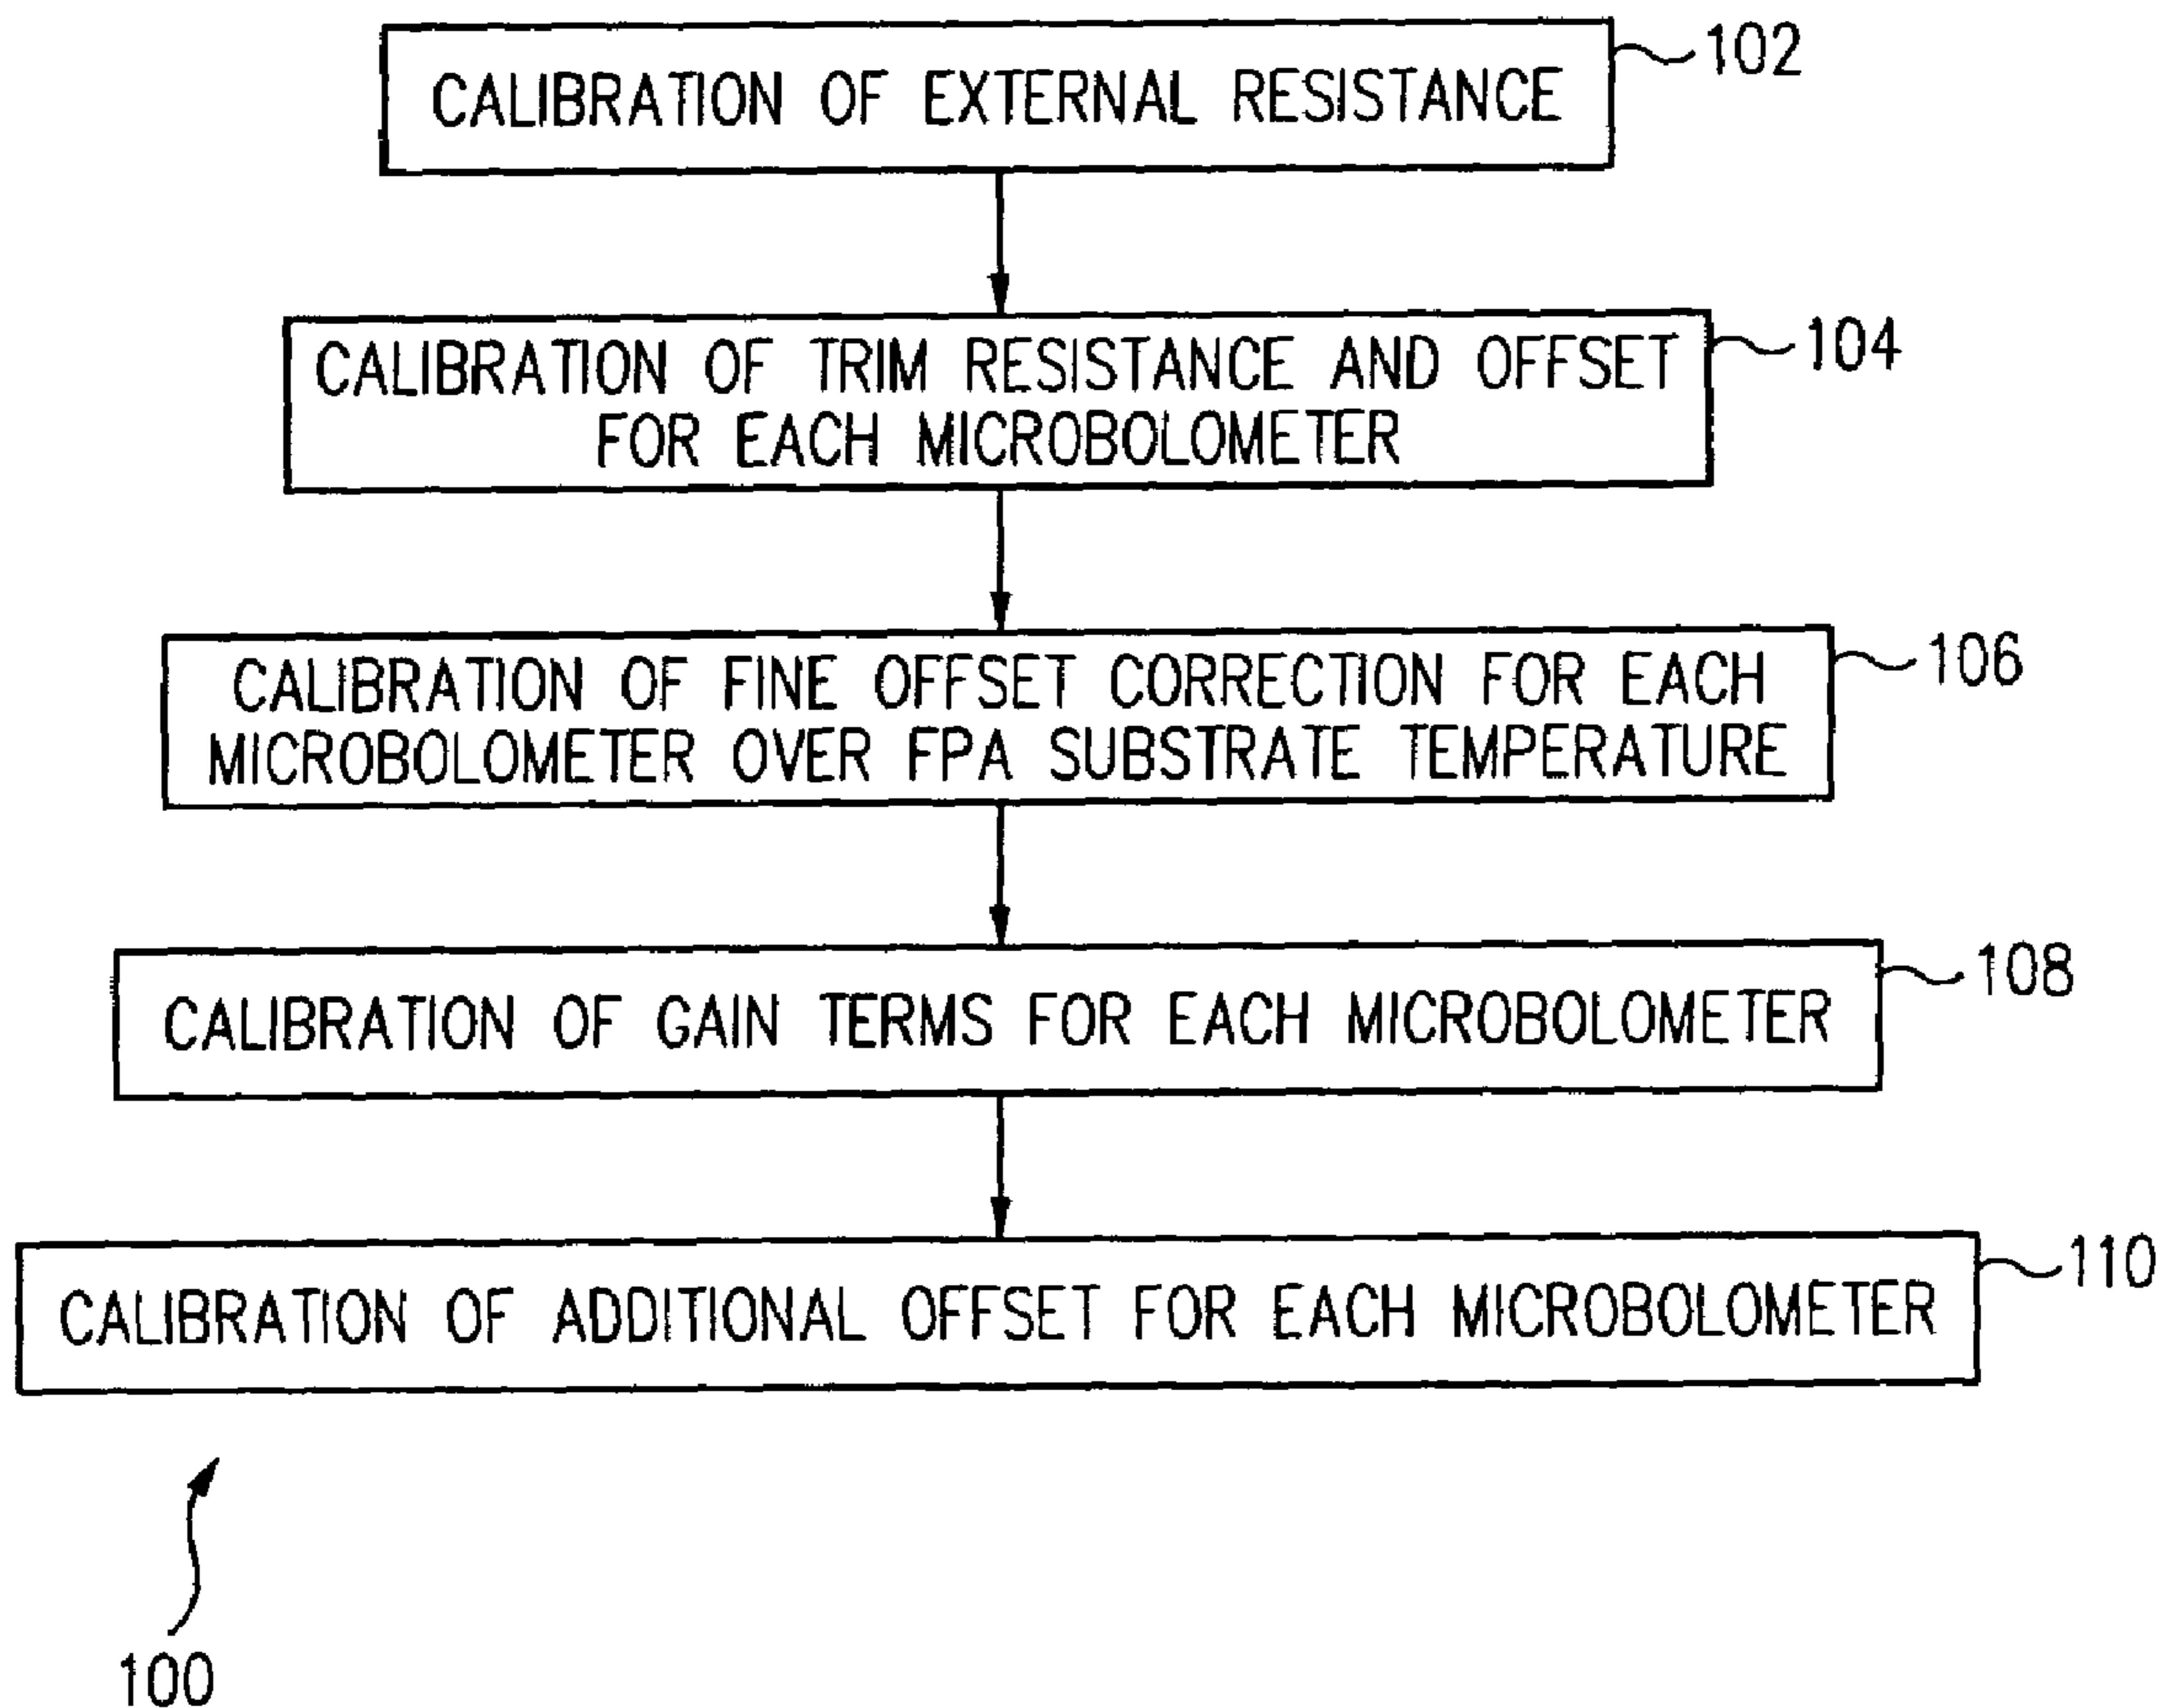 CALIBRATION OF EXTERNAL RESISTANCE
102
CALIBRATION OF TRIM RESISTANCE AND OFFSET
FOR EACH MICROBOLOMETER
104
CALIBRATION OF FINE OFFSET CORRECTION FOR EACH
MICROBOLOMETER OVER FPA SUBSTRATE TEMPERATURE
106
CALIBRATION OF GAIN TERMS FOR EACH MICROBOLOMETER
108
CALIBRATION OF ADDITIONAL OFFSET FOR EACH MICROBOLOMETER
110
100